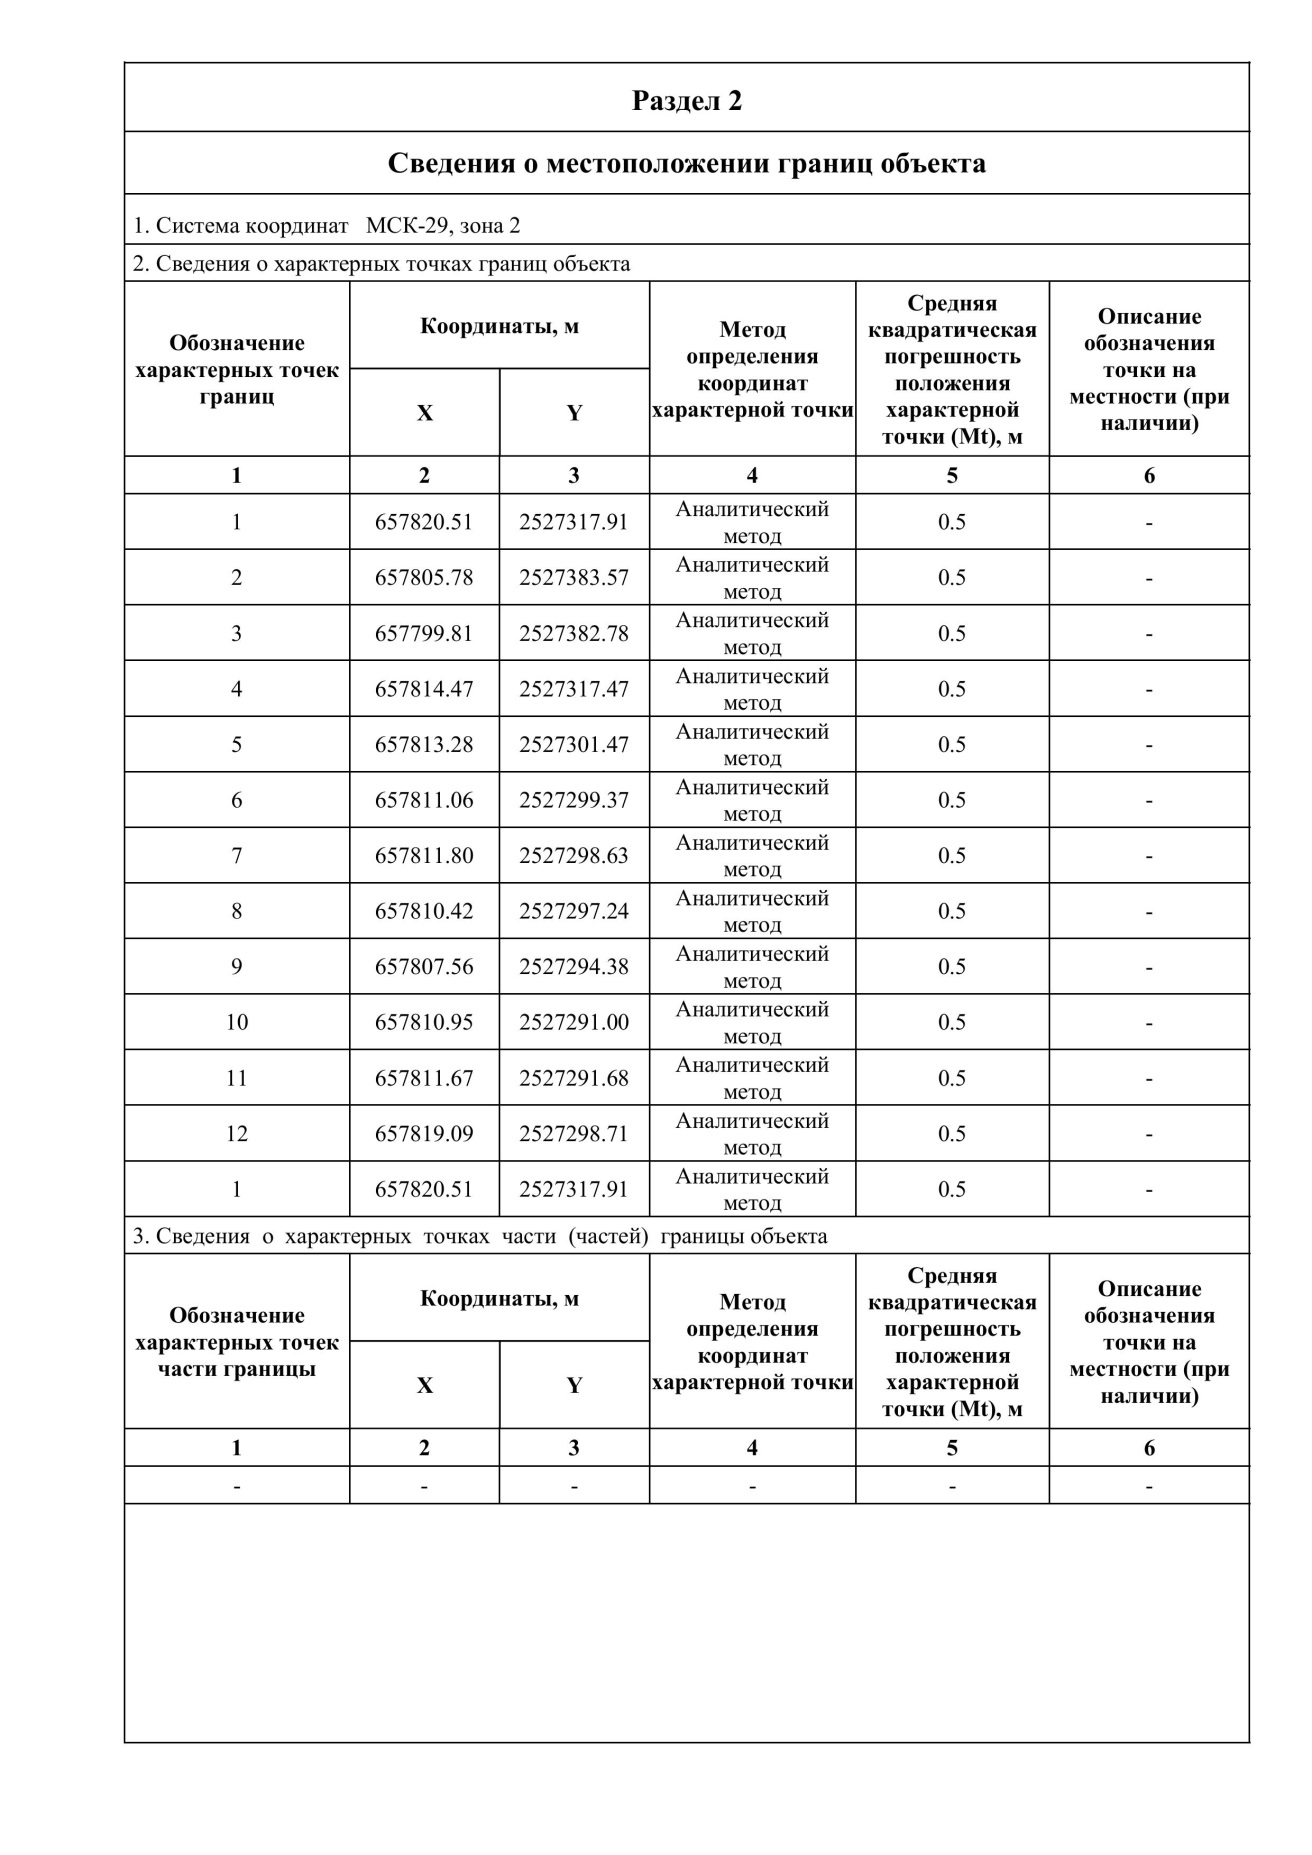 Раздел 2
Сведения о местоположении границ объекта
1. Система координат МСК-29, зона 2
2. Сведения о характерных точках границ объекта
Обозначение характерных точек границ | Координаты, м | Метод определения координат характерной точки | Средняя квадратическая погрешность положения характерной точки (Mt), м | Описание обозначения точки на местности (при наличии)
X | Y
1 | 2 | 3 | 4 | 5 | 6
1 | 657820.51 | 2527317.91 | Аналитический метод | 0.5 | -
2 | 657805.78 | 2527383.57 | Аналитический метод | 0.5 | -
3 | 657799.81 | 2527382.78 | Аналитический метод | 0.5 | -
4 | 657814.47 | 2527317.47 | Аналитический метод | 0.5 | -
5 | 657813.28 | 2527301.47 | Аналитический метод | 0.5 | -
6 | 657811.06 | 2527299.37 | Аналитический метод | 0.5 | -
7 | 657811.80 | 2527298.63 | Аналитический метод | 0.5 | -
8 | 657810.42 | 2527297.24 | Аналитический метод | 0.5 | -
9 | 657807.56 | 2527294.38 | Аналитический метод | 0.5 | -
10 | 657810.95 | 2527291.00 | Аналитический метод | 0.5 | -
11 | 657811.67 | 2527291.68 | Аналитический метод | 0.5 | -
12 | 657819.09 | 2527298.71 | Аналитический метод | 0.5 | -
1 | 657820.51 | 2527317.91 | Аналитический метод | 0.5 | -
3. Сведения о характерных точках части (частей) границы объекта
Обозначение характерных точек части границы | Координаты, м | Метод определения координат характерной точки | Средняя квадратическая погрешность положения характерной точки (Mt), м | Описание обозначения точки на местности (при наличии)
X | Y
1 | 2 | 3 | 4 | 5 | 6
- | - | - | - | - | -